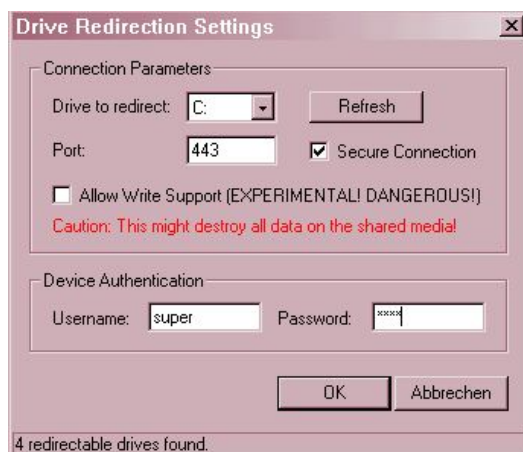 Drive Redirection Settings
Connection Parameters
Drive to redirect: C: Refresh
Port: 443 Secure Connection
Allow Write Support (EXPERIMENTAL! DANGEROUS!)
Caution: This might destroy all data on the shared media!
Device Authentication
Username: super Password: ****
OK Abbrechen
4 redirectable drives found.